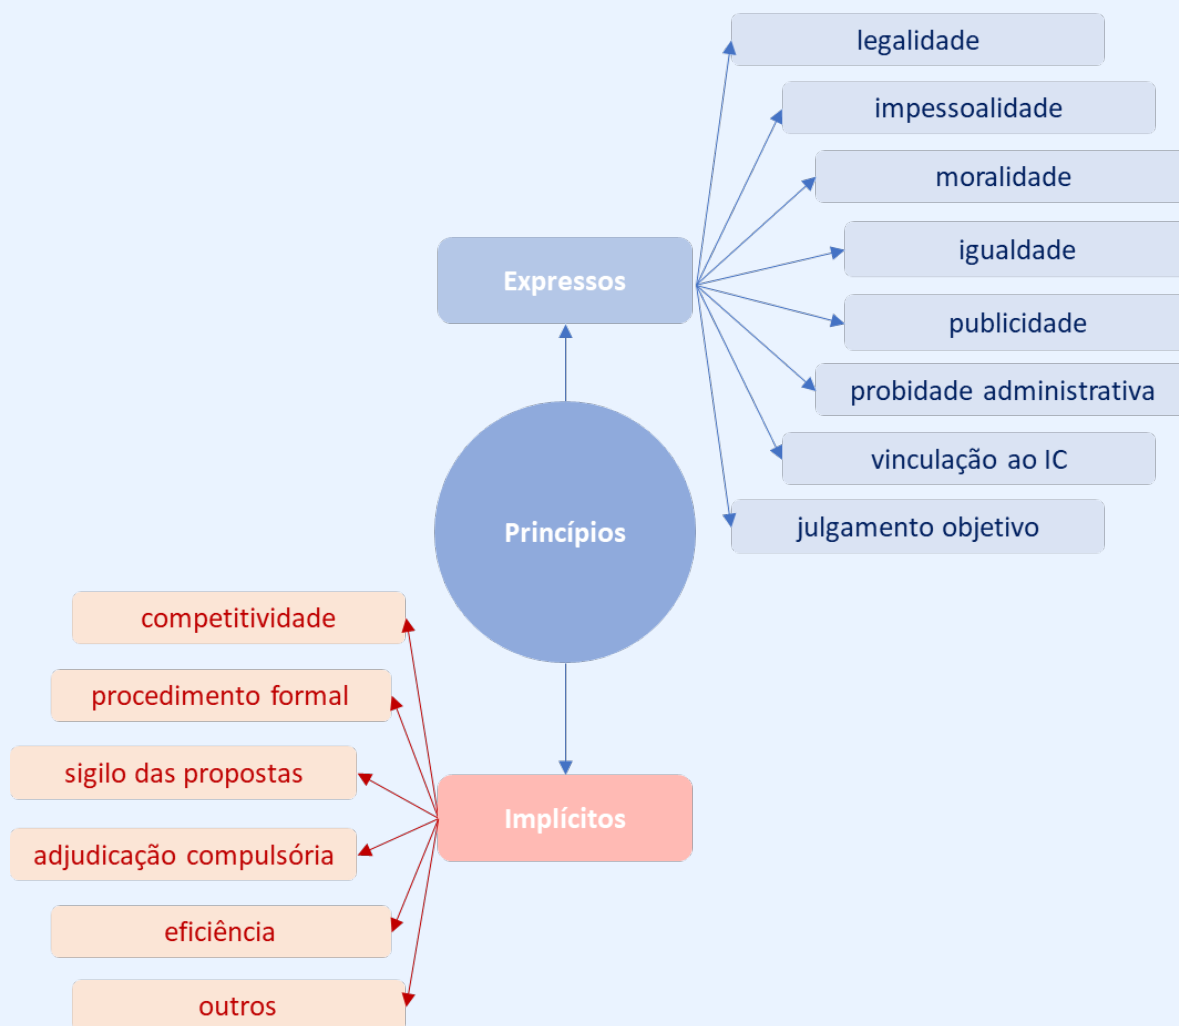 legalidade
impessoalidade
moralidade
igualdade
Expressos
publicidade
probidade administrativa
vinculação ao IC
julgamento objetivo
Princípios
competitividade
procedimento formal
sigilo das propostas
Implícitos
adjudicação compulsória
eficiência
outros